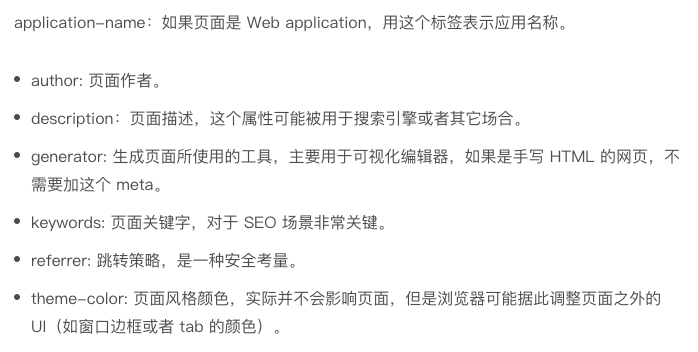 application-name：如果页面是 Web application，用这个标签表示应用名称。
• author: 页面作者。
• description：页面描述，这个属性可能被用于搜索引擎或者其它场合。
• generator: 生成页面所使用的工具，主要用于可视化编辑器，如果是手写 HTML 的网页，不
需要加这个 meta。
• keywords: 页面关键字，对于 SEO 场景非常关键。
• referrer: 跳转策略，是一种安全考量。
• theme-color: 页面风格颜色，实际并不会影响页面，但是浏览器可能据此调整页面之外的
UI（如窗口边框或者 tab 的颜色）。